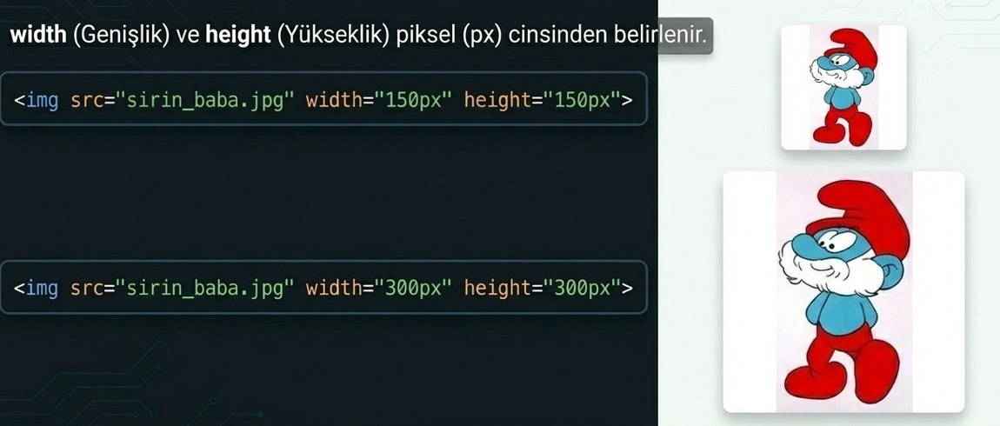 width (Genişlik) ve height (Yükseklik) piksel (px) cinsinden belirlenir.
<img src="sirin_baba.jpg" width="150px" height="150px">
<img src="sirin_baba.jpg" width="300px" height="300px">